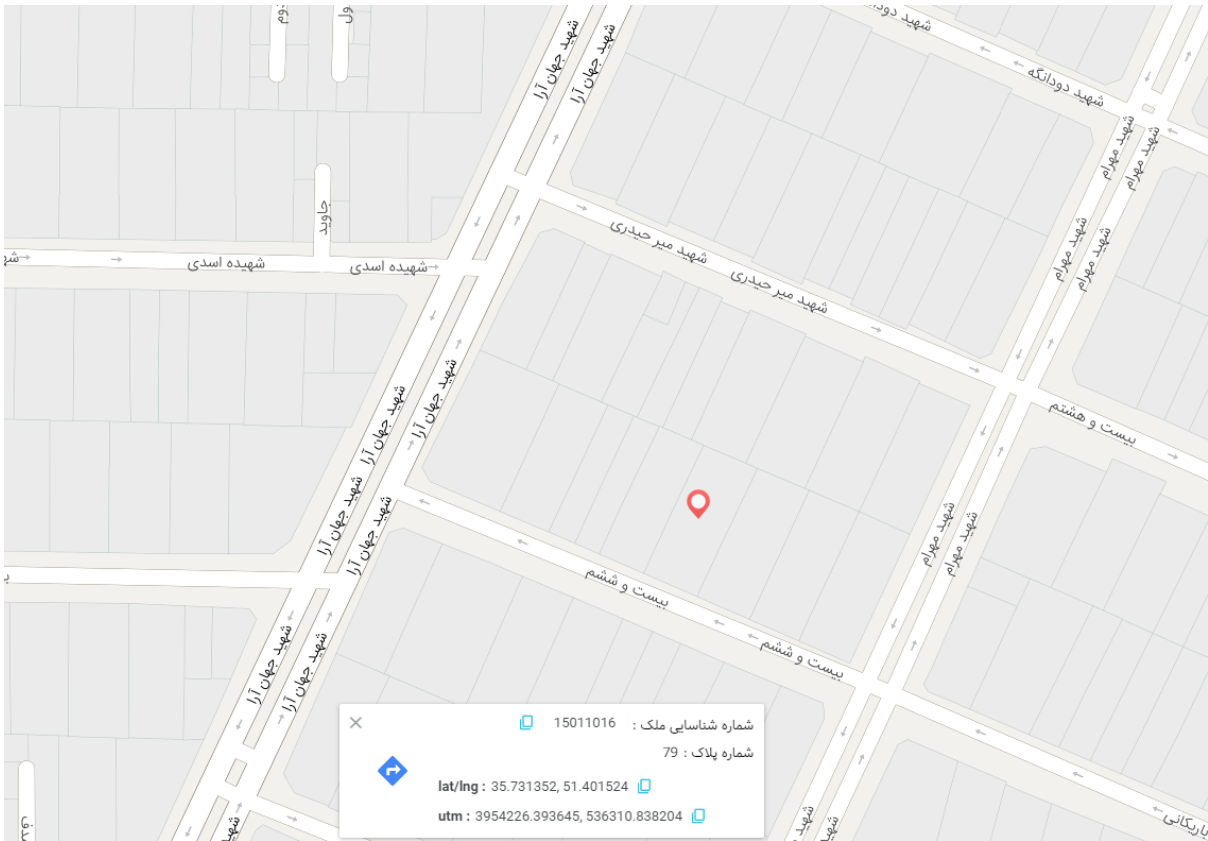 دوم
ول
شهید جهان آرا
شهید جهان آرا
شهید دودانگه
شهید مهرام
شهید مهرام
جاوید
شهید میر حیدری
شهید مهرام
شهید مهرام
شهیده اسدی
شهیده اسدی
شهید میر حیدری
شهید جهان آرا
شهید جهان آرا
بیست و هشتم
شهید جهان آرا
شهید جهان آرا
شهید مهرام
شهید مهرام
بیست و ششم
بیست و ششم
شهید جهان آرا
شهید جهان آرا
شماره شناسایی ملک : 15011016
شماره پلاک : 79
lat/lng : 35.731352, 51.401524
utm : 3954226.393645, 536310.838204